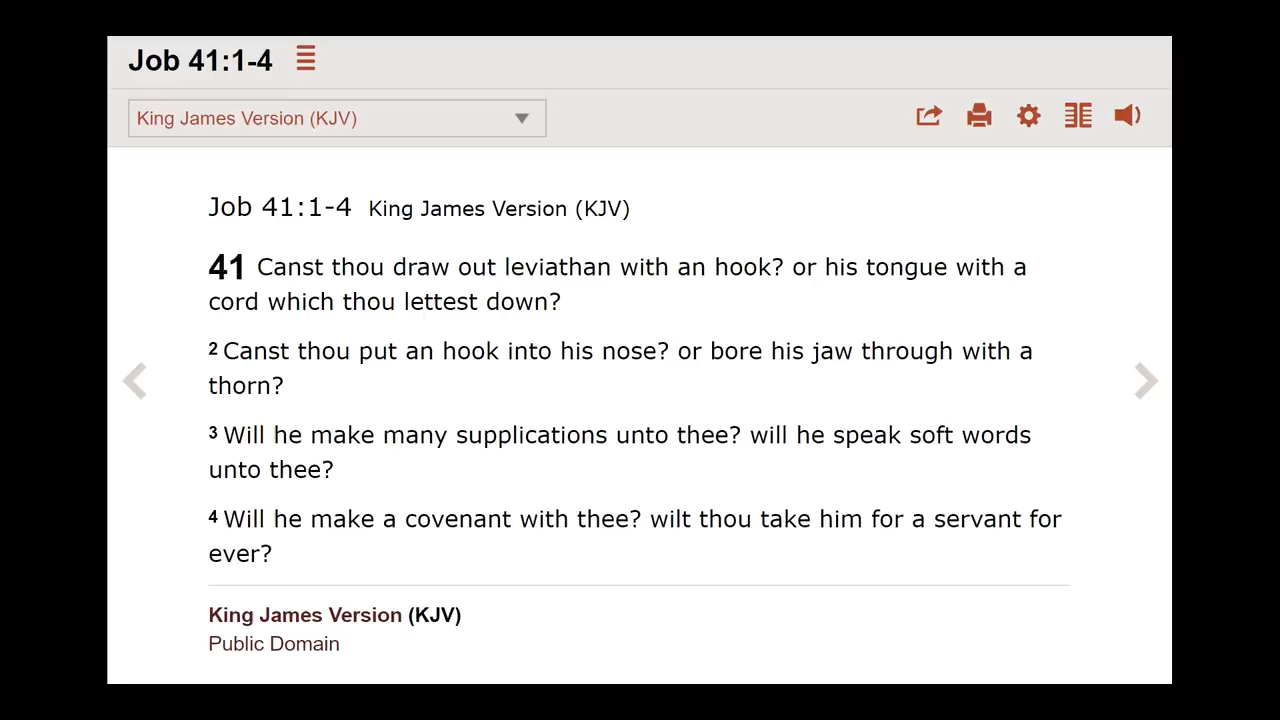 Job 41:1-4
King James Version (KJV)
Job 41:1-4 King James Version (KJV)
41 Canst thou draw out leviathan with an hook? or his tongue with a
cord which thou lettest down?
2 Canst thou put an hook into his nose? or bore his jaw through with a
thorn?
3 Will he make many supplications unto thee? will he speak soft words
unto thee?
4 Will he make a covenant with thee? wilt thou take him for a servant for
ever?
King James Version (KJV)
Public Domain